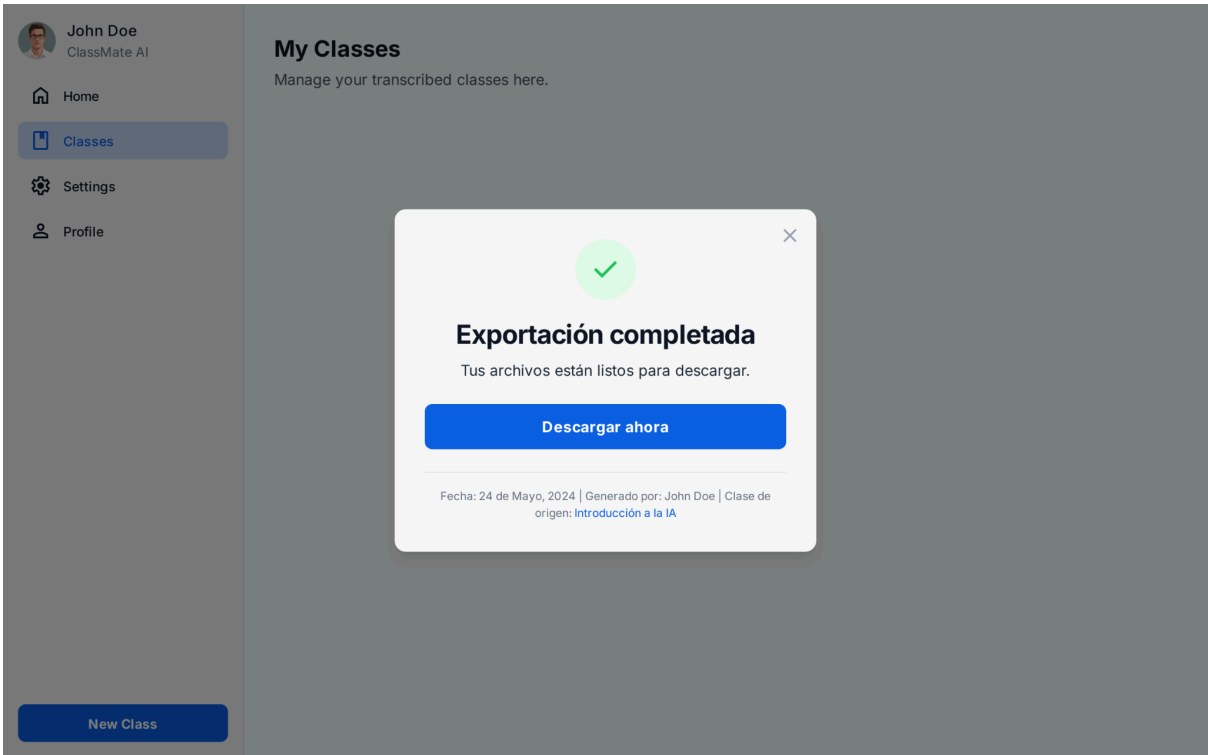 John Doe
ClassMate AI
Home
Classes
Settings
Profile
New Class
My Classes
Manage your transcribed classes here.
Exportación completada
Tus archivos están listos para descargar.
Descargar ahora
Fecha: 24 de Mayo, 2024 | Generado por: John Doe | Clase de
origen: Introducción a la IA